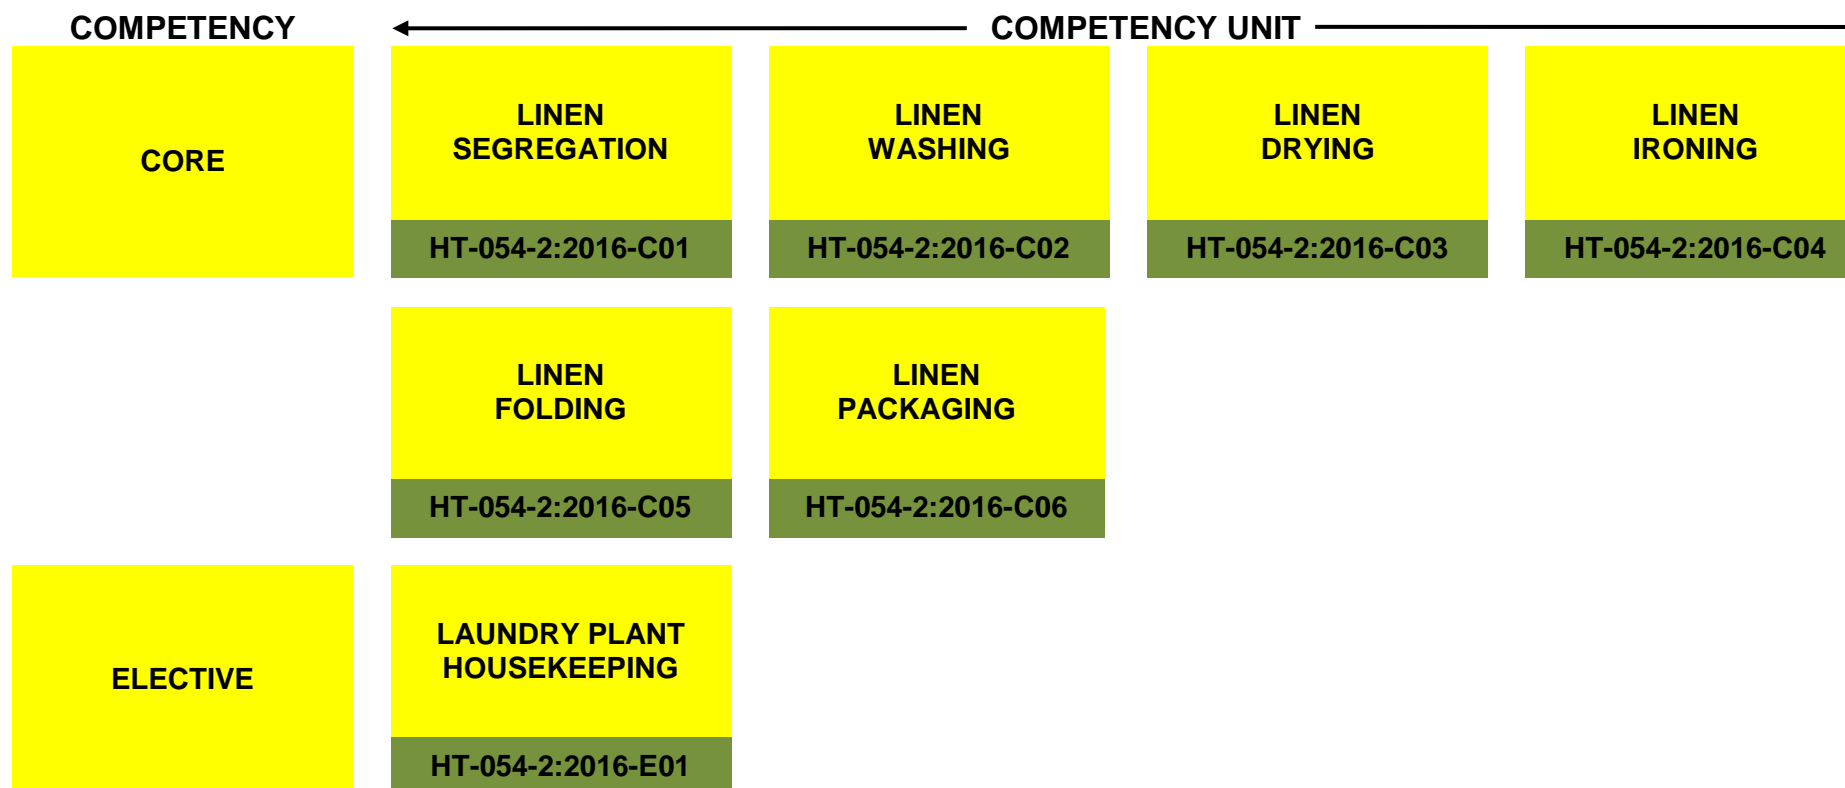 COMPETENCY
COMPETENCY UNIT
CORE
LINEN
SEGREGATION
HT-054-2:2016-C01
LINEN
WASHING
HT-054-2:2016-C02
LINEN
DRYING
HT-054-2:2016-C03
LINEN
IRONING
HT-054-2:2016-C04
LINEN
FOLDING
HT-054-2:2016-C05
LINEN
PACKAGING
HT-054-2:2016-C06
ELECTIVE
LAUNDRY PLANT
HOUSEKEEPING
HT-054-2:2016-E01